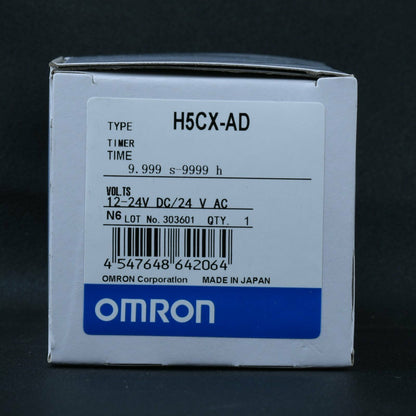 TYPE H5CX-AD
TIMER
TIME
9.999 s-9999 h
VOLTS
12-24V DC/24 V AC
N6 LOT No. 303601 QTY. 1
4 547648 642064
OMRON Corporation MADE IN JAPAN
OMRON